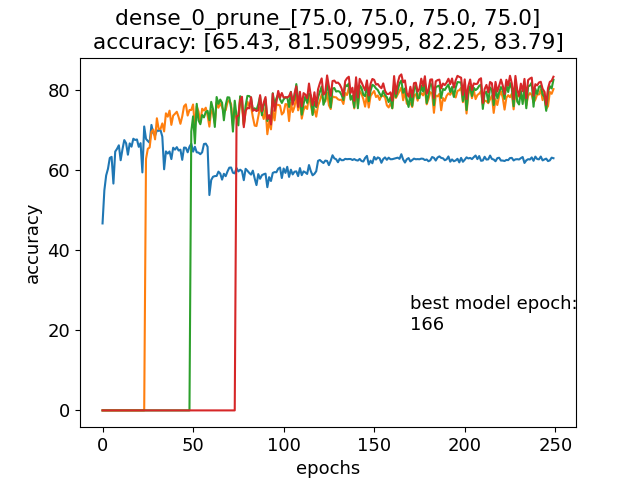 dense_0_prune_[75.0, 75.0, 75.0, 75.0]
accuracy: [65.43, 81.509995, 82.25, 83.79]
80
60
40
20
0
accuracy
best model epoch:
166
0 50 100 150 200 250
epochs